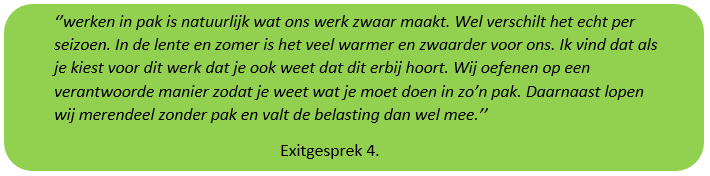 ‘’werken in pak is natuurlijk wat ons werk zwaar maakt. Wel verschilt het echt per
seizoen. In de lente en zomer is het veel warmer en zwaarder voor ons. Ik vind dat als
je kiest voor dit werk dat je ook weet dat dit erbij hoort. Wij oefenen op een
verantwoorde manier zodat je weet wat je moet doen in zo’n pak. Daarnaast lopen
wij merendeel zonder pak en valt de belasting dan wel mee.’’
Exitgesprek 4.